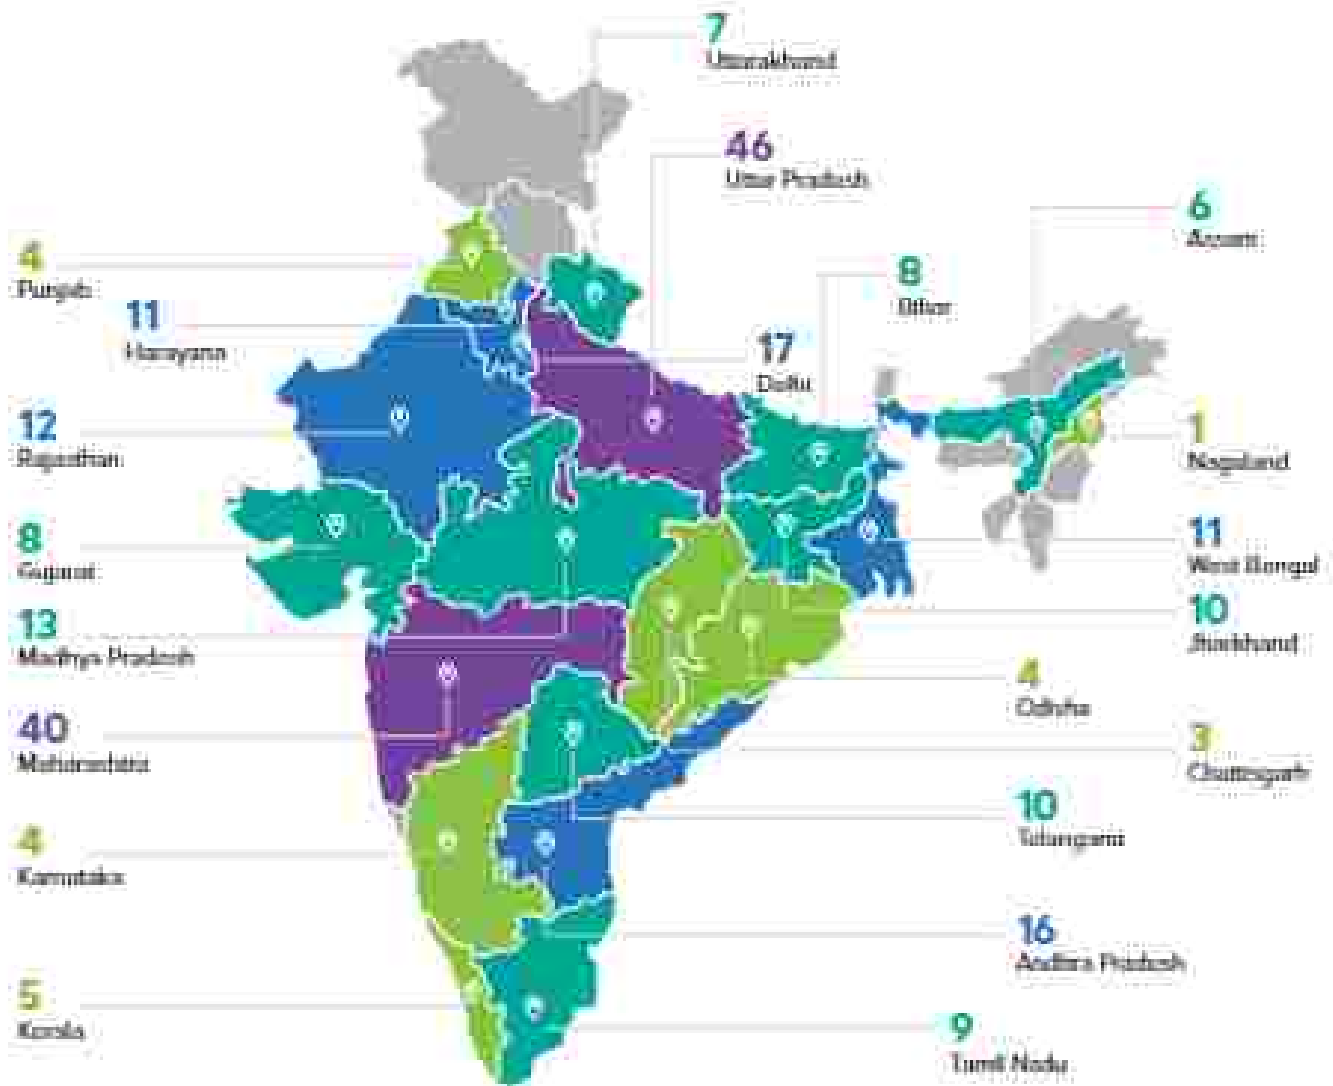 7
Uttarakhand
46
Uttar Pradesh
6
Assam
4
Punjab
8
Bihar
11
Harayana
17
Delhi
12
Rajasthan
1
Nagaland
8
Gujarat
11
West Bengal
13
Madhya Pradesh
10
Jharkhand
4
Odisha
40
Maharashtra
3
Chattisgarh
10
Telangana
4
Karnataka
16
Andhra Pradesh
5
Kerala
9
Tamil Nadu